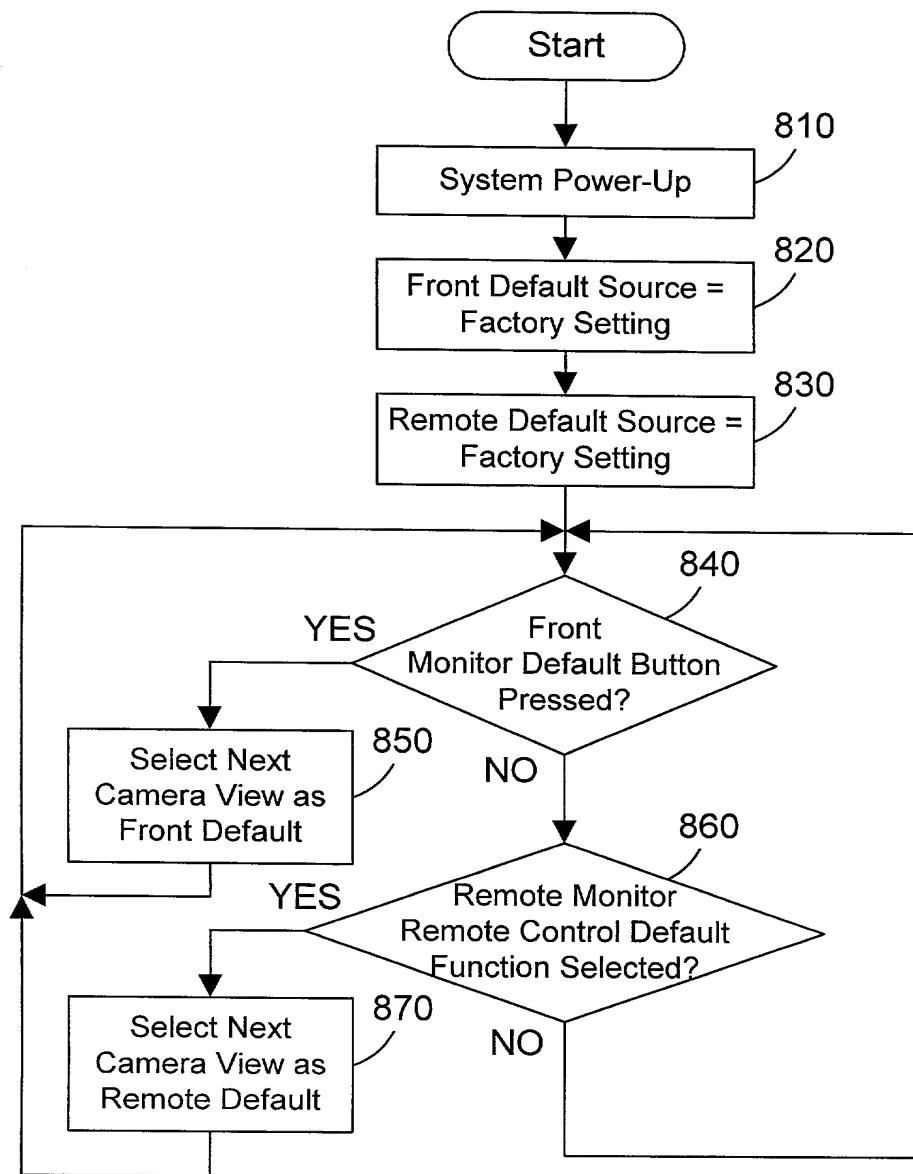 Start
810
System Power-Up
820
Front Default Source =
Factory Setting
830
Remote Default Source =
Factory Setting
840
YES
Front
Monitor Default Button
Pressed?
850
Select Next
Camera View as
Front Default
NO
860
YES
Remote Monitor
Remote Control Default
Function Selected?
870
Select Next
Camera View as
Remote Default
NO